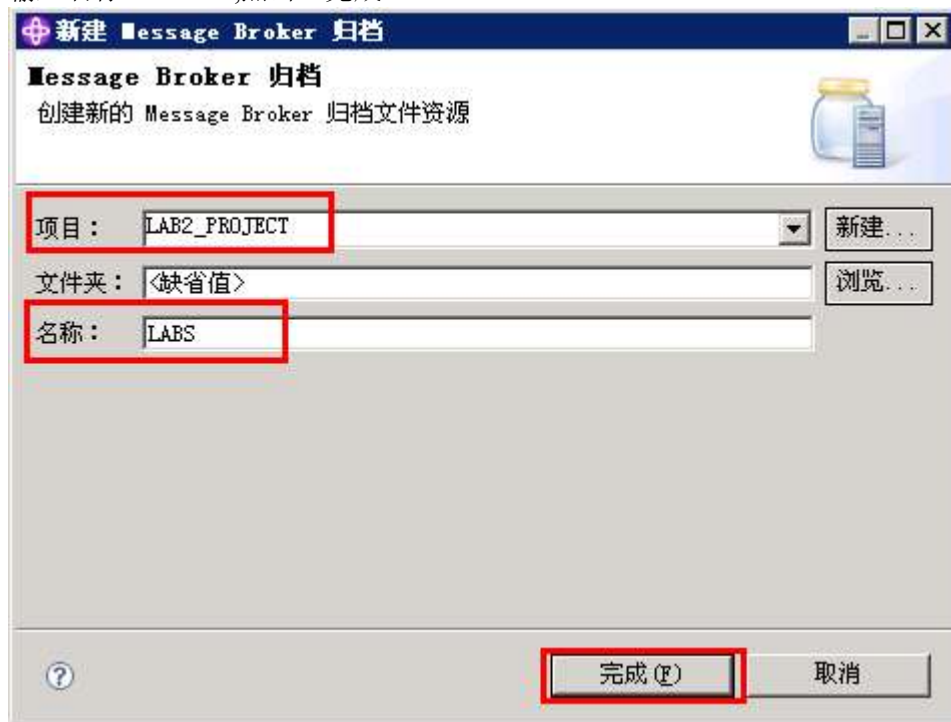 新建 Message Broker 归档
Message Broker 归档
创建新的 Message Broker 归档文件资源
项目： LAB2_PROJECT 新建...
文件夹： <缺省值> 浏览...
名称： LABS
完成(F) 取消